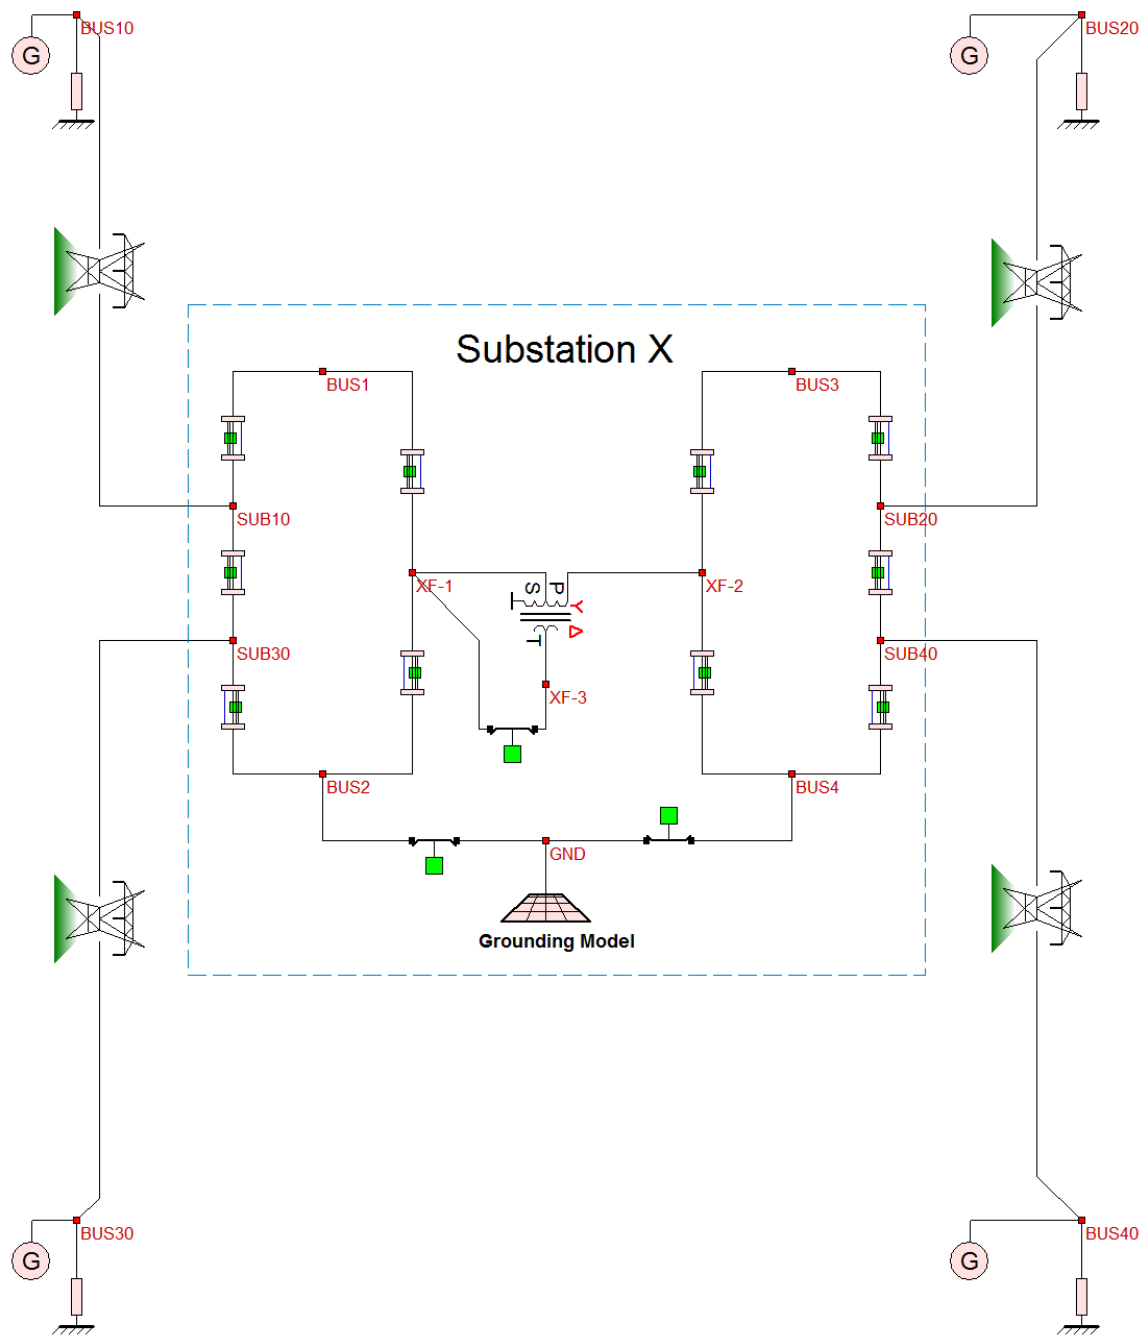 BUS10
G
BUS20
G
Substation X
BUS1
BUS3
SUB10
SUB20
XF-1
S
P
Y
Δ
T
XF-2
SUB30
SUB40
XF-3
BUS2
BUS4
GND
Grounding Model
BUS30
G
BUS40
G